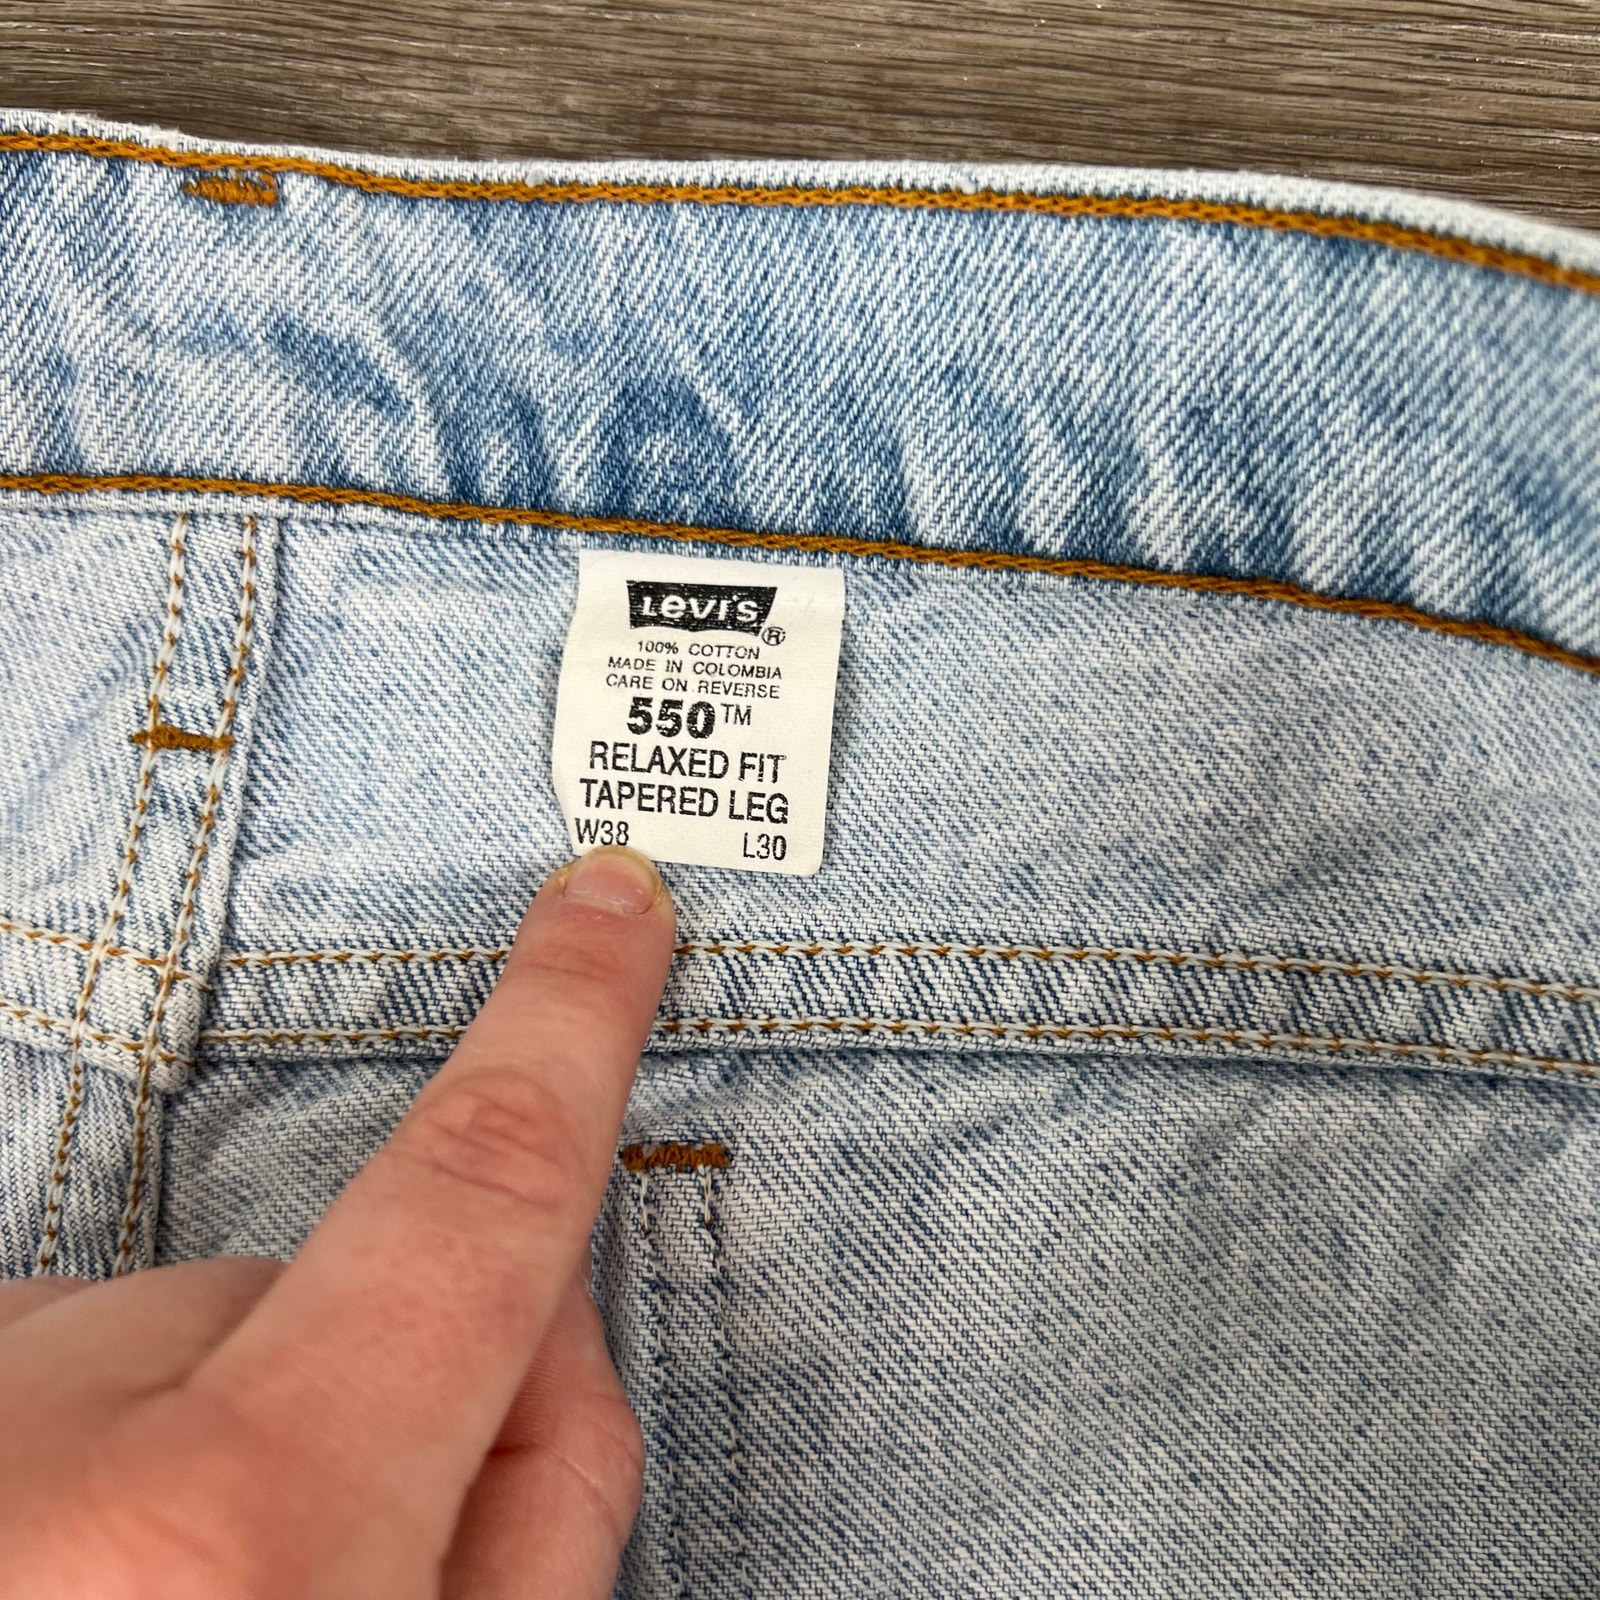 Levi's®
100% COTTON
MADE IN COLOMBIA
CARE ON REVERSE
550™
RELAXED FIT
TAPERED LEG
W38 L30